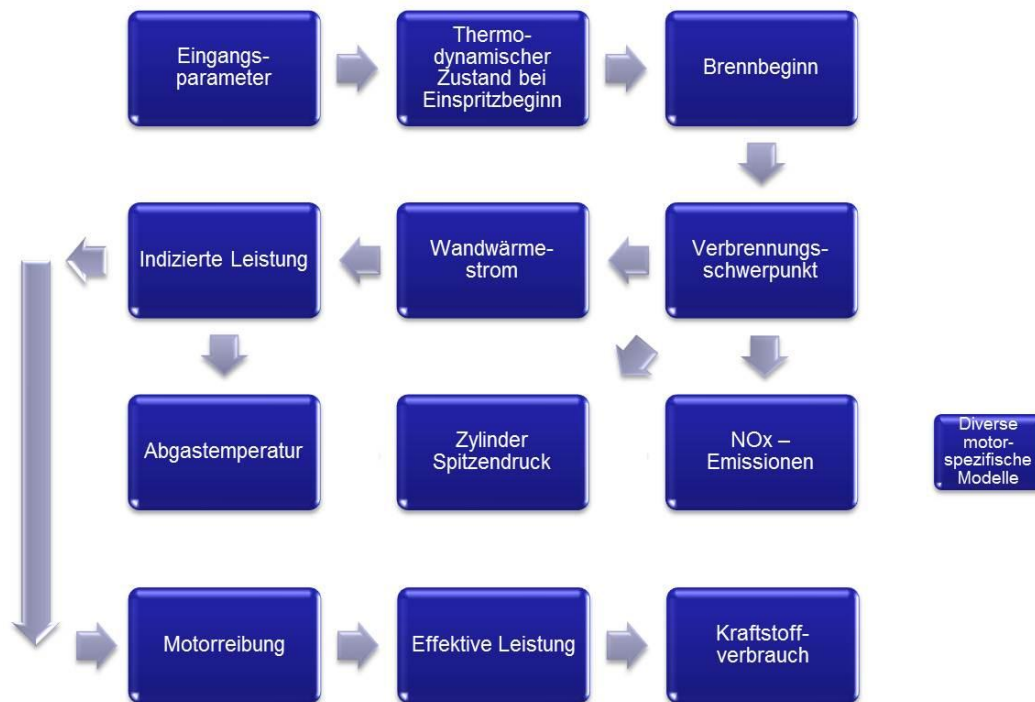 Eingangs-
parameter
Thermo-
dynamischer
Zustand bei
Einspritzbeginn
Brennbeginn
Indizierte Leistung
Wandwärme-
strom
Verbrennungs-
schwerpunkt
Abgastemperatur
Zylinder
Spitzendruck
NOx –
Emissionen
Diverse
motor-
spezifische
Modelle
Motorreibung
Effektive Leistung
Kraftstoff-
verbrauch